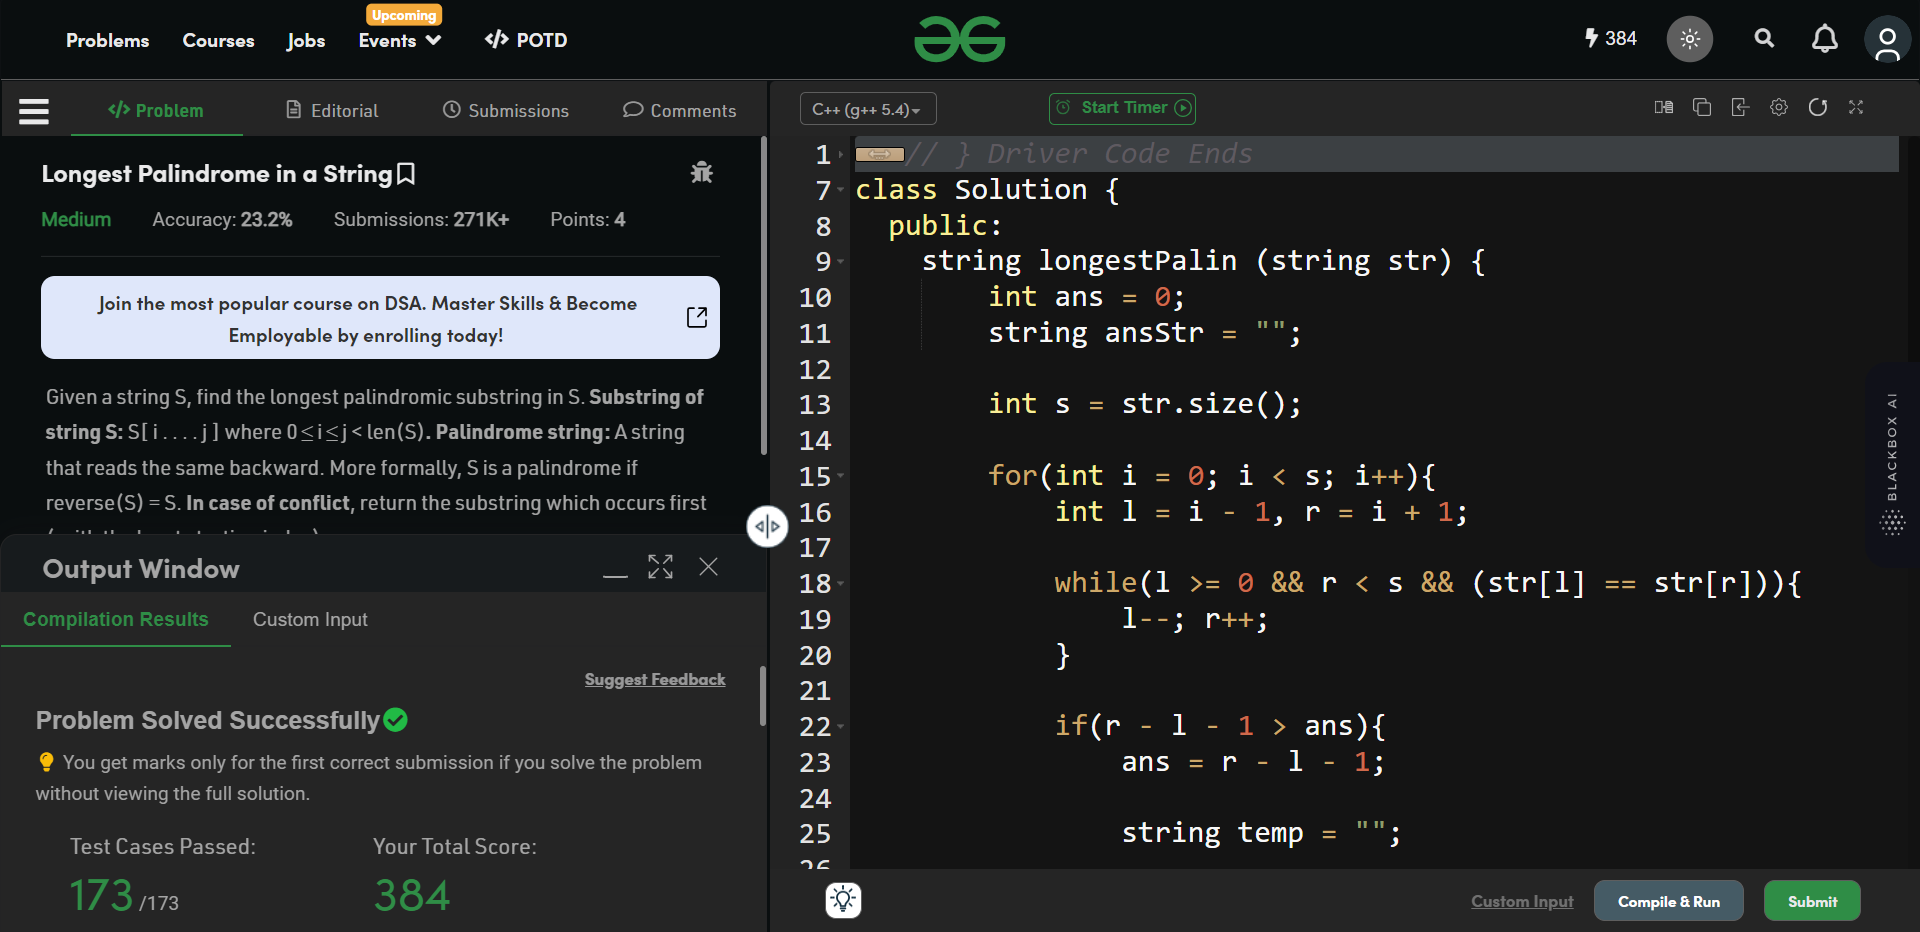 Upcoming
Problems Courses Jobs Events </> POTD
384
</> Problem Editorial Submissions Comments
C++ (g++ 5.4) Start Timer
Longest Palindrome in a String
Medium Accuracy: 23.2% Submissions: 271K+ Points: 4
Join the most popular course on DSA. Master Skills & Become
Employable by enrolling today!
Given a string S, find the longest palindromic substring in S. Substring of
string S: S[ i . . . . j ] where 0 ≤ i ≤ j < len(S). Palindrome string: A string
that reads the same backward. More formally, S is a palindrome if
reverse(S) = S. In case of conflict, return the substring which occurs first
Output Window
Compilation Results Custom Input
Suggest Feedback
Problem Solved Successfully
You get marks only for the first correct submission if you solve the problem
without viewing the full solution.
Test Cases Passed: Your Total Score:
173 /173 384
1 // } Driver Code Ends
7 class Solution {
8 public:
9 string longestPalin (string str) {
10 int ans = 0;
11 string ansStr = "";
12
13 int s = str.size();
14
15 for(int i = 0; i < s; i++){
16 int l = i - 1, r = i + 1;
17
18 while(l >= 0 && r < s && (str[l] == str[r])){
19 l--; r++;
20 }
21
22 if(r - l - 1 > ans){
23 ans = r - l - 1;
24
25 string temp = "";
26
BLACKBOX AI
Custom Input Compile & Run Submit